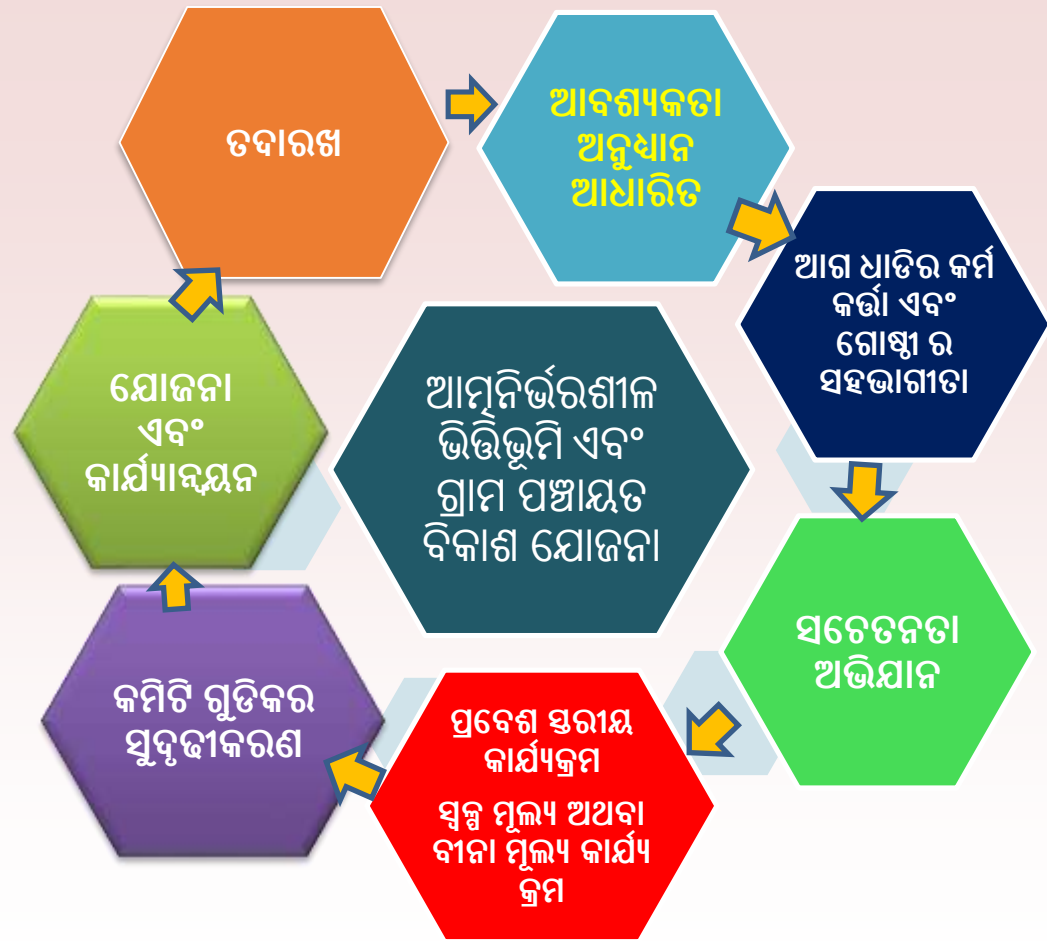 ତଦାରଖ
ଆବଶ୍ୟକତା
ଅନୁଧ୍ୟାନ
ଆଧାରିତ
ଆଗ ଧାଡିର କର୍ମ
କର୍ତ୍ତା ଏବଂ
ଗୋଷ୍ଠୀ ର
ସହଭାଗୀତା
ସଚେତନତା
ଅଭିଯାନ
ପ୍ରବେଶ ସ୍ତରୀୟ
କାର୍ଯ୍ୟକ୍ରମ
ସ୍ୱଳ୍ପ ମୂଲ୍ୟ ଅଥବା
ବୀନା ମୂଲ୍ୟ କାର୍ଯ୍ୟ
କ୍ରମ
କମିଟି ଗୁଡିକର
ସୁଦୃଢୀକରଣ
ଯୋଜନା
ଏବଂ
କାର୍ଯ୍ୟାନ୍ୱୟନ
ଆତ୍ମନିର୍ଭରଶୀଳ
ଭିତ୍ତିଭୂମି ଏବଂ
ଗ୍ରାମ ପଞ୍ଚାୟତ
ବିକାଶ ଯୋଜନା